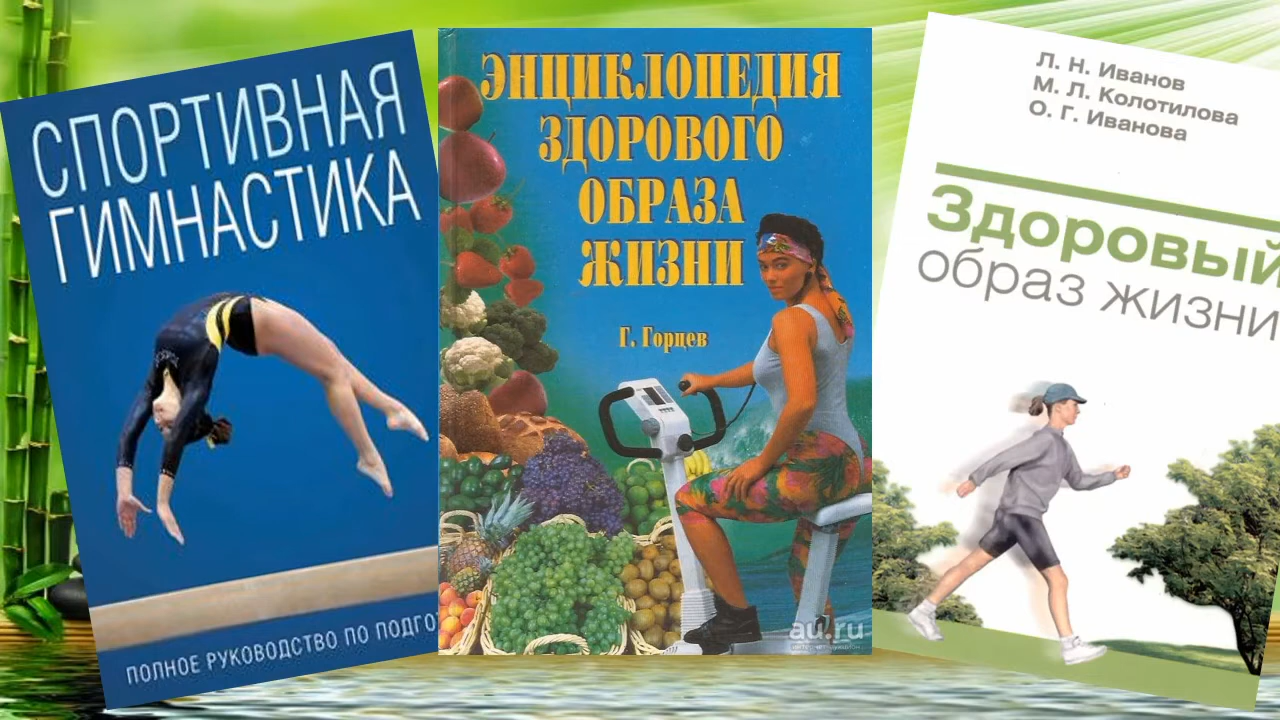 СПОРТИВНАЯ
ГИМНАСТИКА
ПОЛНОЕ РУКОВОДСТВО ПО ПОДГО
ЭНЦИКЛОПЕДИЯ
ЗДОРОВОГО
ОБРАЗА
ЖИЗНИ
Г. Горцев
au.ru
Л. Н. Иванов
М. Л. Колотилова
О. Г. Иванова
Здоровый
образ жизни